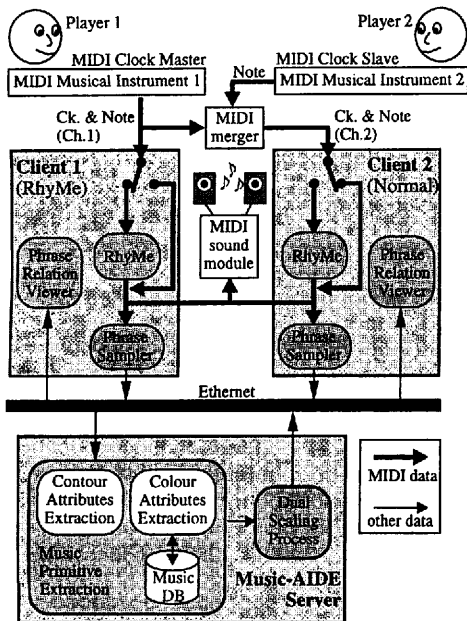 Player 1
Player 2
MIDI Clock Master
MIDI Clock Slave
MIDI Musical Instrument 1
Note
MIDI Musical Instrument 2
Ck. & Note
(Ch.1)
MIDI
merger
Ck. & Note
(Ch.2)
Client 1
(RhyMe)
Client 2
(Normal)
Phrase
Relation
Viewer
RhyMe
MIDI
sound
module
RhyMe
Phrase
Relation
Viewer
Phrase
Sampler
Phrase
Sampler
Ethernet
Contour
Attributes
Extraction
Colour
Attributes
Extraction
Dual
Scaling
Process
MIDI data
other data
Music
Primitive
Extraction
Music
DB
Music-AIDE
Server